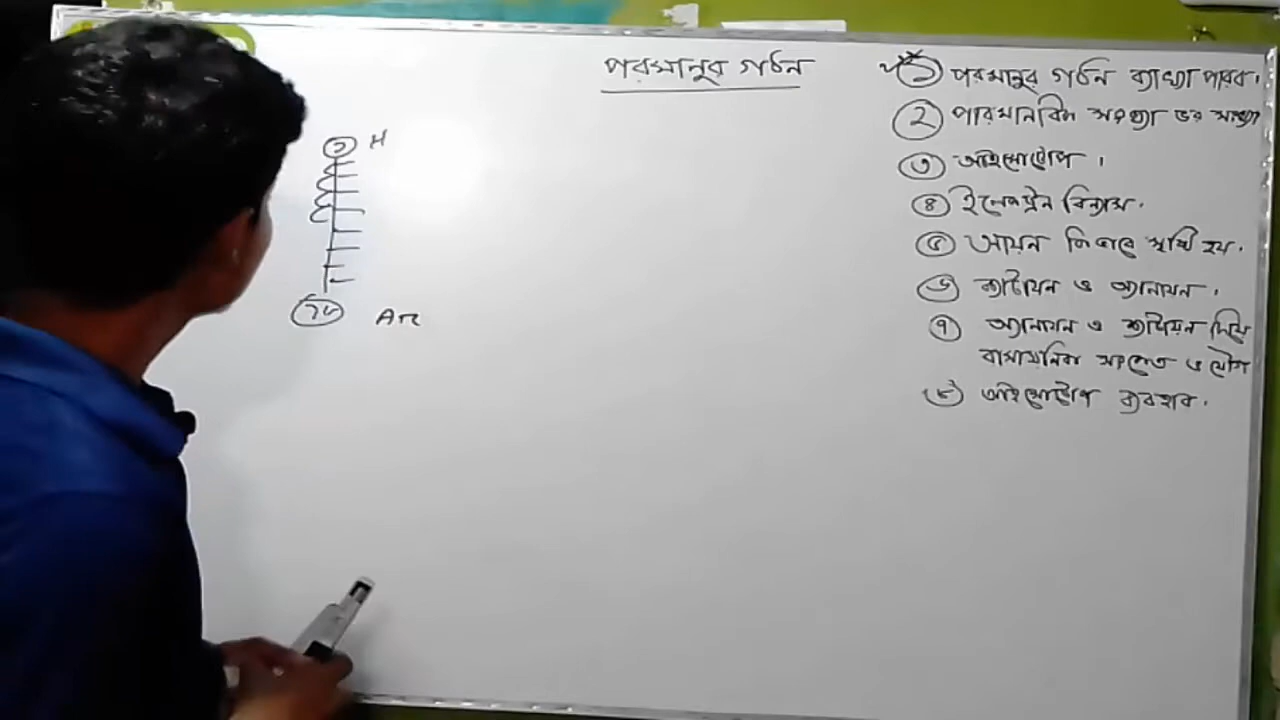 পরমানুর গঠন
১ H
১৮ Ar
১ পরমানুর গঠন ব্যাখ্যা পারব।
২ পারমানবিক সংখ্যা ভর সংখ্যা
৩ আইসোটোপ ।
৪ ইলেকট্রন বিন্যাস.
৫ আয়ন কিভাবে সৃষ্টি হয়.
৬ ক্যাটায়ন ও অ্যানায়ন.
৭ অ্যানায়ন ও ক্যাটায়ন দিয়ে
রাসায়নিক সংকেত ও যৌগ
৮ আইসোটোপ ব্যবহার.